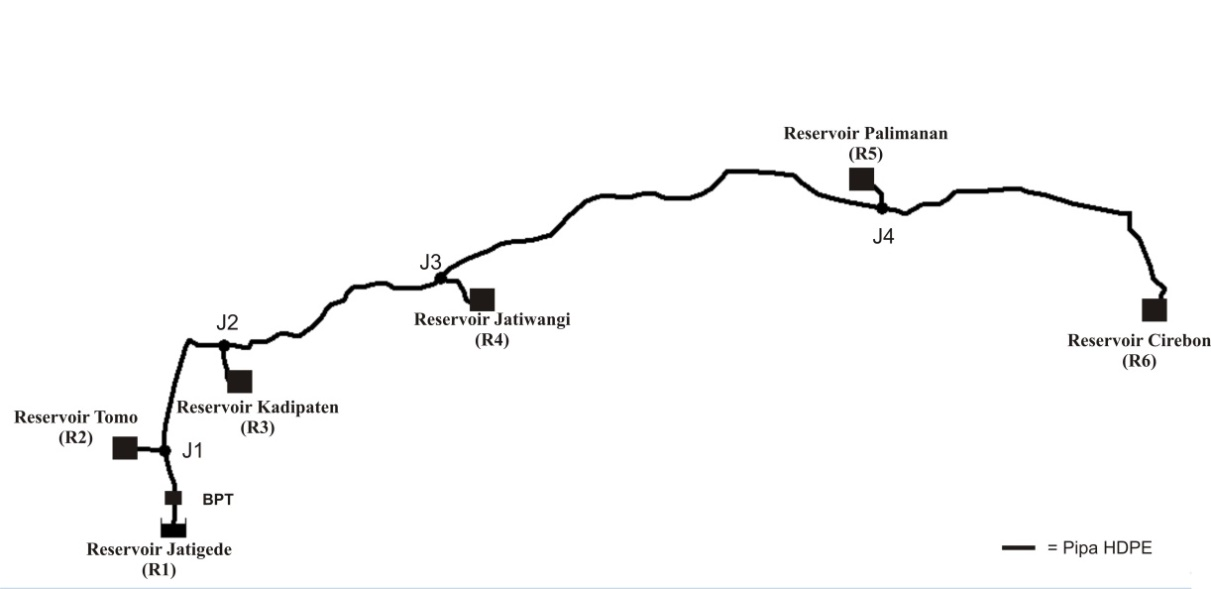 Reservoir Palimanan
(R5)
J4
J3
Reservoir Jatiwangi
(R4)
J2
Reservoir Cirebon
(R6)
Reservoir Kadipaten
(R3)
Reservoir Tomo
(R2)
J1
BPT
Reservoir Jatigede
(R1)
= Pipa HDPE